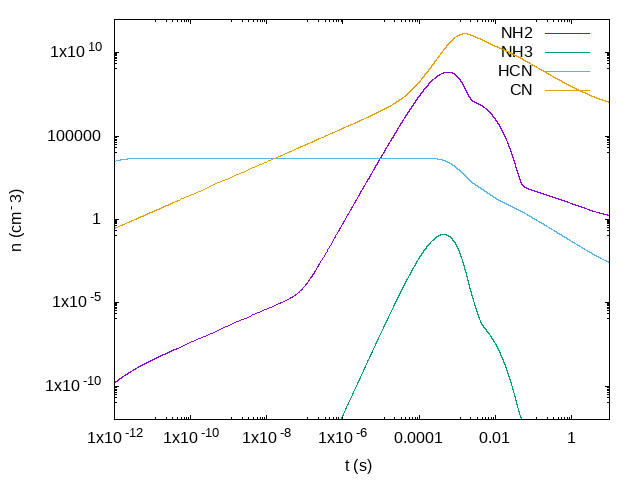 NH2
NH3
HCN
CN
1x10^10
100000
1
1x10^-5
1x10^-10
n (cm^-3)
1x10^-12 1x10^-10 1x10^-8 1x10^-6 0.0001 0.01 1
t (s)